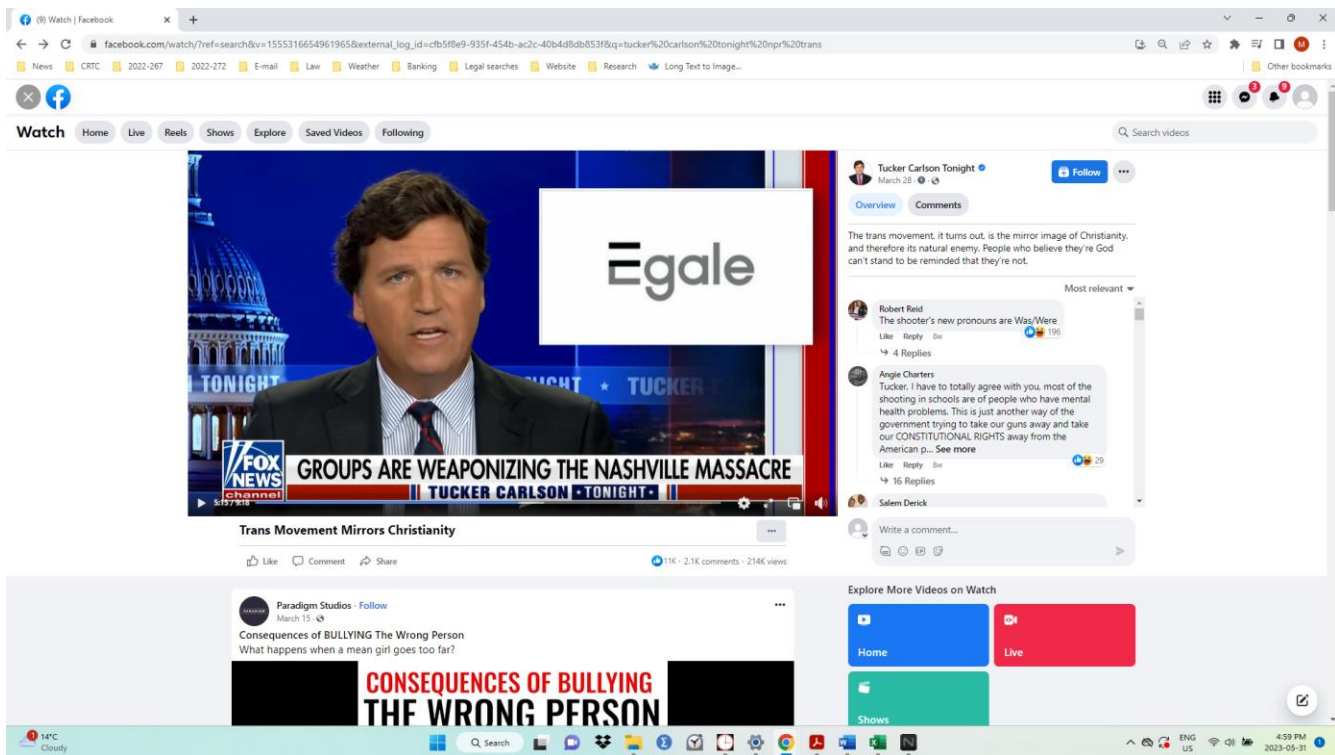 (9) Watch | Facebook
facebook.com/watch/?ref=search&v=1555316654961965&external_log_id=cfb5f8e9-935f-454b-ac2c-40b4d8db853f&q=tucker%20carlson%20tonight%20npr%20trans
M
News CRTC 2022-267 2022-272 E-mail Law Weather Banking Legal searches Website Research Long Text to Image... Other bookmarks
3 9
Watch Home Live Reels Shows Explore Saved Videos Following Search videos
Egale
TONIGHT
TUCKER
FOX NEWS channel
GROUPS ARE WEAPONIZING THE NASHVILLE MASSACRE
TUCKER CARLSON TONIGHT
5:15 / 9:18
Trans Movement Mirrors Christianity
Like Comment Share 11K · 2.1K comments · 214K views
Tucker Carlson Tonight
March 28
Follow
Overview Comments
The trans movement, it turns out, is the mirror image of Christianity,
and therefore its natural enemy. People who believe they're God
can't stand to be reminded that they're not.
Most relevant
Robert Reid
The shooter's new pronouns are Was/Were
196
Like Reply 8w
4 Replies
Angie Charters
Tucker, I have to totally agree with you, most of the
shooting in schools are of people who have mental
health problems. This is just another way of the
government trying to take our guns away and take
our CONSTITUTIONAL RIGHTS away from the
American p... See more
29
Like Reply 8w
16 Replies
Salem Derick
Write a comment...
GIF
Paradigm Studios · Follow
March 15
Consequences of BULLYING The Wrong Person
What happens when a mean girl goes too far?
CONSEQUENCES OF BULLYING
THE WRONG PERSON
Explore More Videos on Watch
Home
Live
Shows
1
14°C
Cloudy
Search
ENG
US
4:59 PM
2023-05-31